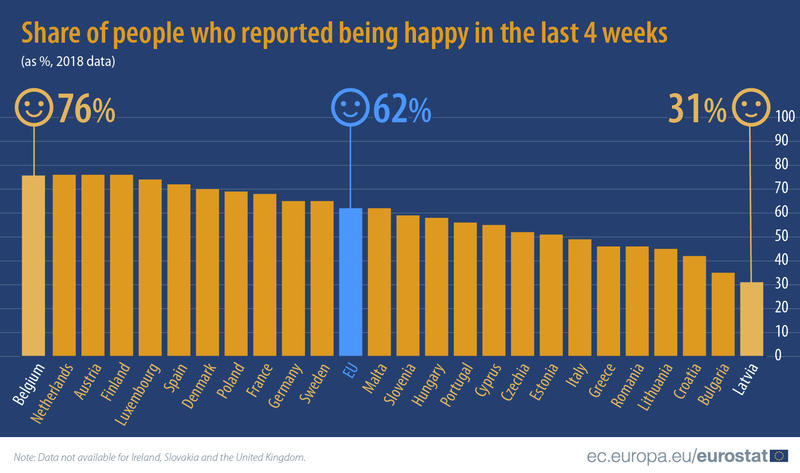 Share of people who reported being happy in the last 4 weeks
(as %, 2018 data)
76%
62%
31%
100
90
80
70
60
50
40
30
20
10
0
Belgium
Netherlands
Austria
Finland
Luxembourg
Spain
Denmark
Poland
France
Germany
Sweden
EU
Malta
Slovenia
Hungary
Portugal
Cyprus
Czechia
Estonia
Italy
Greece
Romania
Lithuania
Croatia
Bulgaria
Latvia
Note: Data not available for Ireland, Slovakia and the United Kingdom.
ec.europa.eu/eurostat